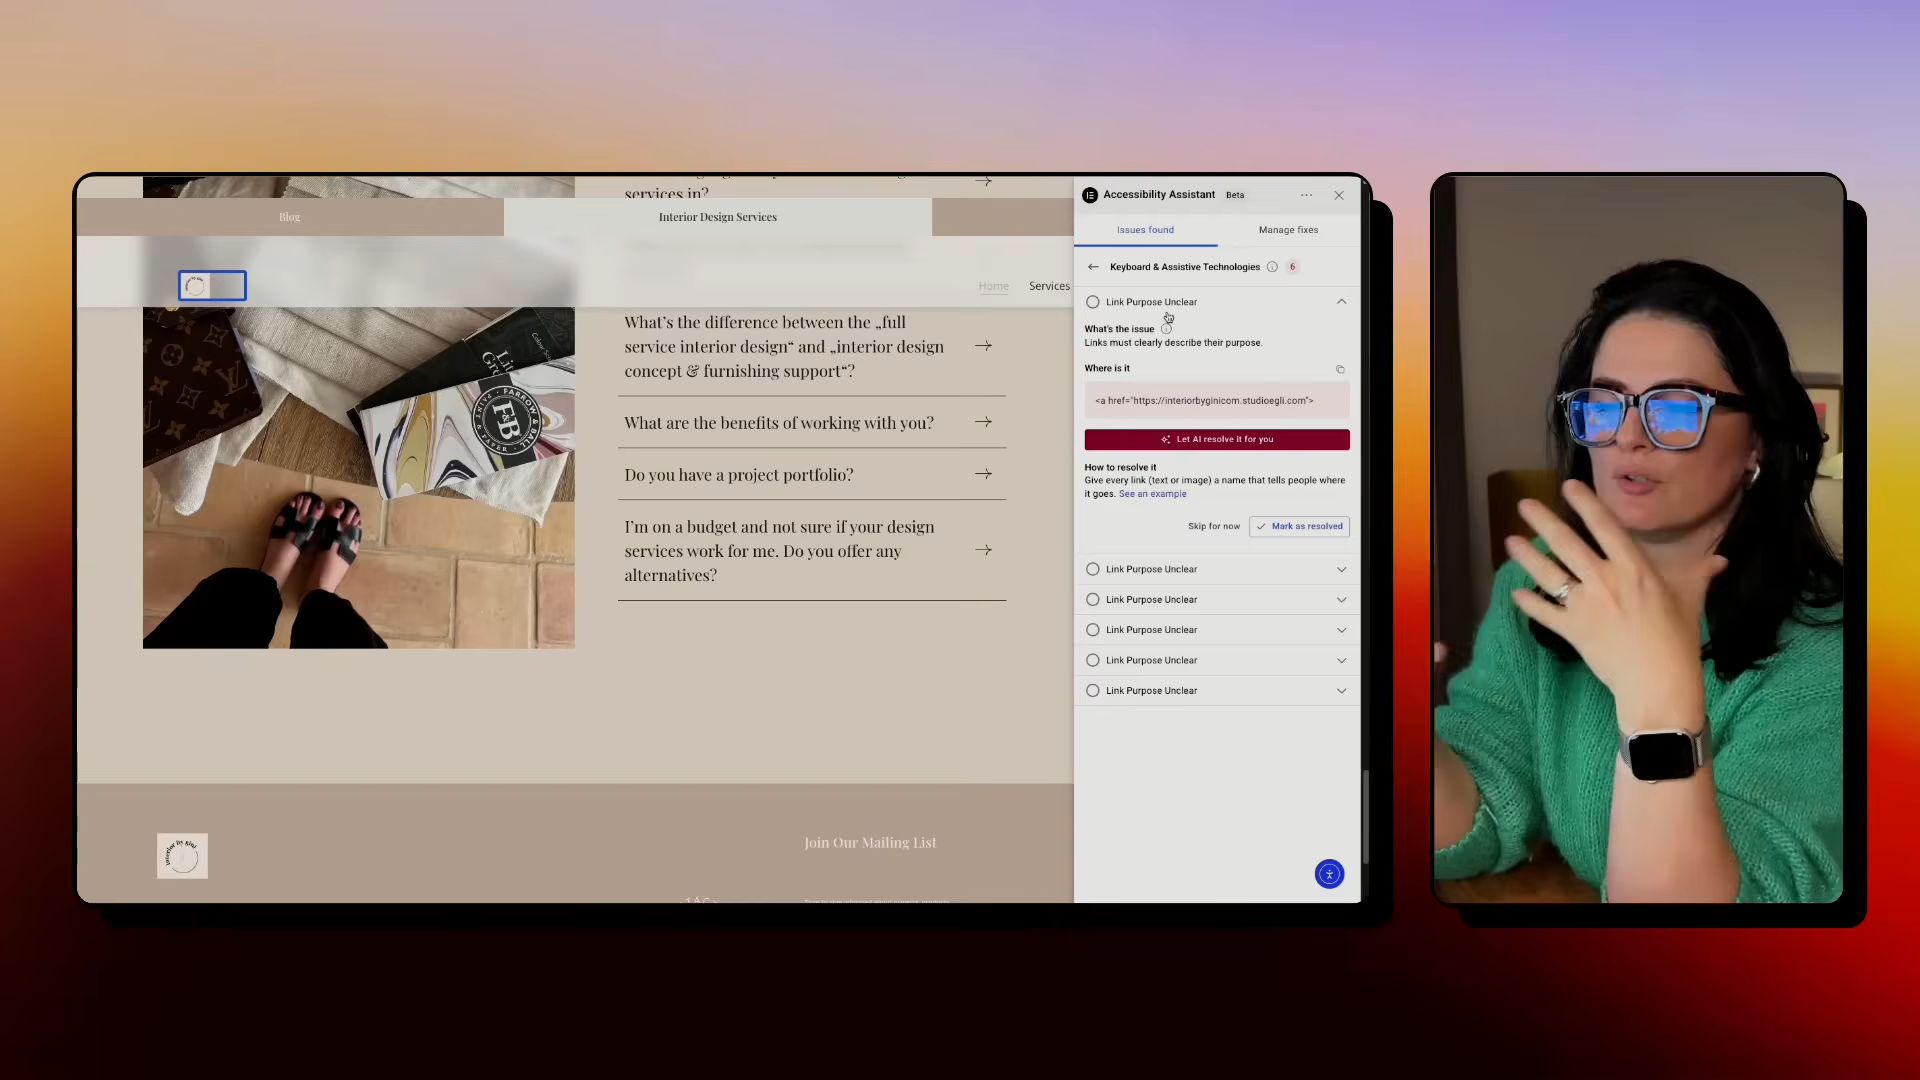 services in?
Blog
Interior Design Services
Home
Services
What's the difference between the „full
service interior design“ and „interior design
concept & furnishing support“?
What are the benefits of working with you?
Do you have a project portfolio?
I'm on a budget and not sure if your design
services work for me. Do you offer any
alternatives?
FARROW & BALL
F&B
PAINT & PAPER
interior by gini
Join Our Mailing List
Accessibility Assistant
Beta
Issues found
Manage fixes
Keyboard & Assistive Technologies
6
Link Purpose Unclear
What's the issue
Links must clearly describe their purpose.
Where is it
<a href="https://interiorbyginicom.studioegli.com">
Let AI resolve it for you
How to resolve it
Give every link (text or image) a name that tells people where
it goes. See an example
Skip for now
Mark as resolved
Link Purpose Unclear
Link Purpose Unclear
Link Purpose Unclear
Link Purpose Unclear
Link Purpose Unclear